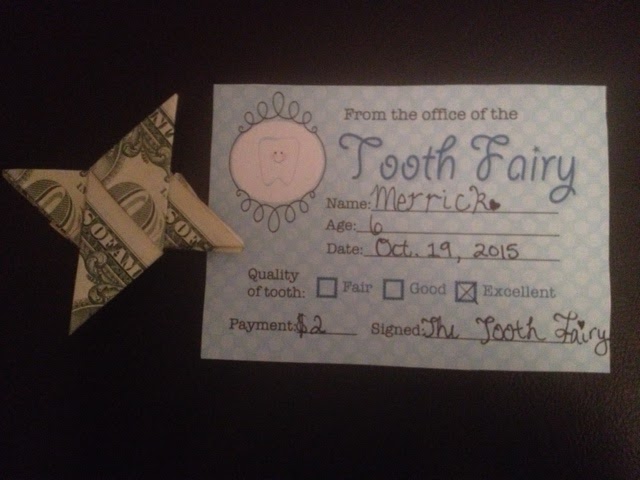 From the office of the
Tooth Fairy
Name: Merrick
Age: 6
Date: Oct. 19, 2015
Quality
of tooth: Fair Good Excellent
Payment: $2 Signed: The Tooth Fairy